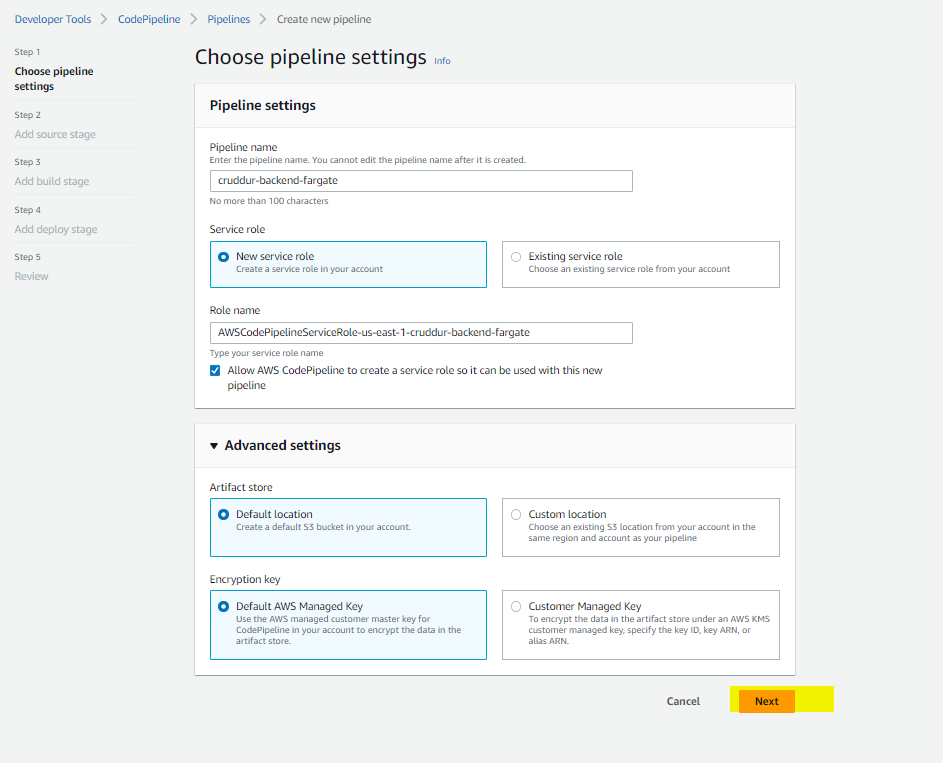 Developer Tools > CodePipeline > Pipelines > Create new pipeline
Step 1
Choose pipeline
settings
Step 2
Add source stage
Step 3
Add build stage
Step 4
Add deploy stage
Step 5
Review
Choose pipeline settings Info
Pipeline settings
Pipeline name
Enter the pipeline name. You cannot edit the pipeline name after it is created.
cruddur-backend-fargate
No more than 100 characters
Service role
New service role
Create a service role in your account
Existing service role
Choose an existing service role from your account
Role name
AWSCodePipelineServiceRole-us-east-1-cruddur-backend-fargate
Type your service role name
Allow AWS CodePipeline to create a service role so it can be used with this new
pipeline
Advanced settings
Artifact store
Default location
Create a default S3 bucket in your account.
Custom location
Choose an existing S3 location from your account in the
same region and account as your pipeline
Encryption key
Default AWS Managed Key
Use the AWS managed customer master key for
CodePipeline in your account to encrypt the data in the
artifact store.
Customer Managed Key
To encrypt the data in the artifact store under an AWS KMS
customer managed key, specify the key ID, key ARN, or
alias ARN.
Cancel
Next